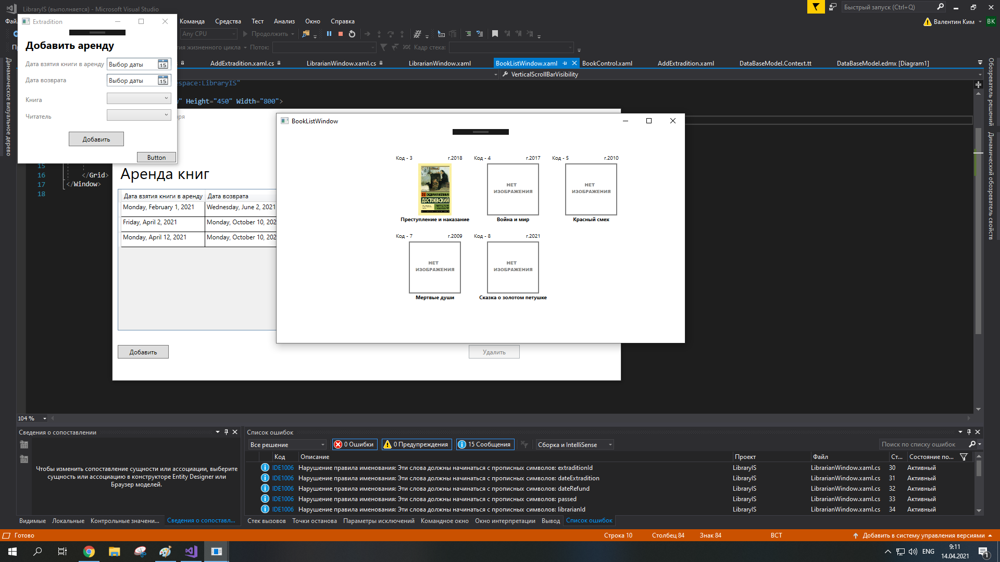 LibraryIS (выполняется) - Microsoft Visual Studio
Быстрый запуск (Ctrl+Q)
Команда Средства Тест Анализ Окно Справка
Валентин Ким BK
Any CPU Продолжить
жизненного цикла Поток: Кадр стека:
AddExtradition.xaml.cs LibrarianWindow.xaml.cs LibrarianWindow.xaml BookListWindow.xaml BookControl.xaml AddExtradition.xaml DataBaseModel.Context.tt DataBaseModel.edmx [Diagram1]
VerticalScrollBarVisibility
Динамическое визуальное дерево
Обозреватель решений
Динамический обозреватель свойств
Extradition
Добавить аренду
Дата взятия книги в аренду Выбор даты 15
Дата возврата Выбор даты 15
Книга
Читатель
Добавить
Button
espace:LibraryIS"
" Height="450" Width="800">
15
16 </Grid>
17 </Window>
18
Аренда книг
Дата взятия книги в аренду Дата возврата
Monday, February 1, 2021 Wednesday, June 2, 2021
Friday, April 2, 2021 Monday, October 10, 202
Monday, April 12, 2021 Monday, October 10, 202
Добавить Удалить
BookListWindow
Код - 3 г.2018 Код - 4 г.2017 Код - 5 г.2010
ДОСТОЕВСКИЙ
НЕТ ИЗОБРАЖЕНИЯ
НЕТ ИЗОБРАЖЕНИЯ
Преступление и наказание Война и мир Красный смех
Код - 7 г.2009 Код - 8 г.2021
НЕТ ИЗОБРАЖЕНИЯ
НЕТ ИЗОБРАЖЕНИЯ
Мертвые души Сказка о золотом петушке
104 %
Сведения о сопоставлении
Чтобы изменить сопоставление сущности или ассоциации, выберите
сущность или ассоциацию в конструкторе Entity Designer или
Браузер моделей.
Видимые Локальные Контрольные значени... Сведения о сопоставл...
Список ошибок
Все решение 0 Ошибки 0 Предупреждения 15 Сообщения Сборка и IntelliSense Поиск по списку ошибок
Код Описание Проект Файл Ст... Состояние по...
IDE1006 Нарушение правила именования: Эти слова должны начинаться с прописных символов: extraditionId LibraryIS LibrarianWindow.xaml.cs 30 Активный
IDE1006 Нарушение правила именования: Эти слова должны начинаться с прописных символов: dateExtradition LibraryIS LibrarianWindow.xaml.cs 31 Активный
IDE1006 Нарушение правила именования: Эти слова должны начинаться с прописных символов: dateRefund LibraryIS LibrarianWindow.xaml.cs 32 Активный
IDE1006 Нарушение правила именования: Эти слова должны начинаться с прописных символов: passed LibraryIS LibrarianWindow.xaml.cs 33 Активный
IDE1006 Нарушение правила именования: Эти слова должны начинаться с прописных символов: librarianId LibraryIS LibrarianWindow.xaml.cs 34 Активный
Стек вызовов Точки останова Параметры исключений Командное окно Окно интерпретации Вывод Список ошибок
Готово Строка 10 Столбец 84 Знак 84 ВСТ Добавить в систему управления версиями
ENG 9:11
14.04.2021 1